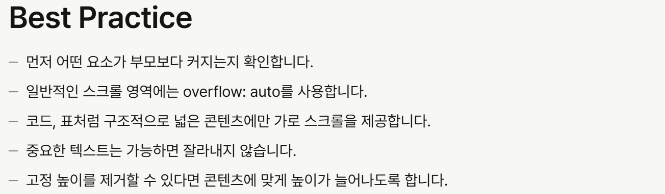 Best Practice
— 먼저 어떤 요소가 부모보다 커지는지 확인합니다.
— 일반적인 스크롤 영역에는 overflow: auto를 사용합니다.
— 코드, 표처럼 구조적으로 넓은 콘텐츠에만 가로 스크롤을 제공합니다.
— 중요한 텍스트는 가능하면 잘라내지 않습니다.
— 고정 높이를 제거할 수 있다면 콘텐츠에 맞게 높이가 늘어나도록 합니다.